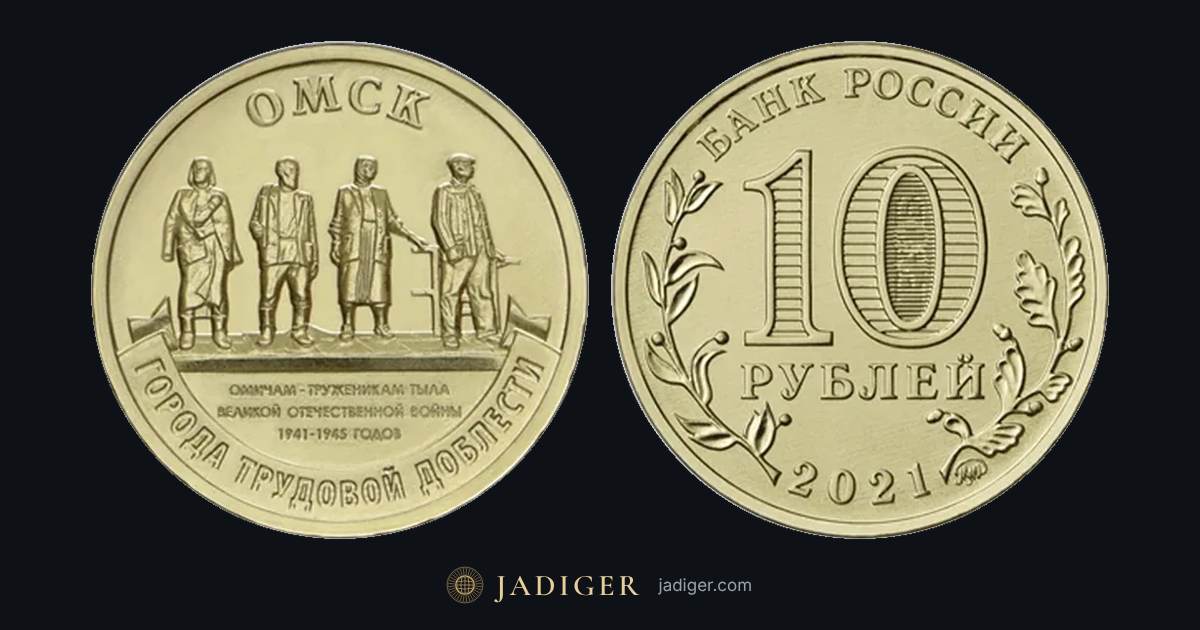 ОМСК
ОМИЧАМ-ТРУЖЕНИКАМ ТЫЛА
ВЕЛИКОЙ ОТЕЧЕСТВЕННОЙ ВОЙНЫ
1941-1945 ГОДОВ
ГОРОДА ТРУДОВОЙ ДОБЛЕСТИ
БАНК РОССИИ
10
РУБЛЕЙ
2021
JADIGER jadiger.com